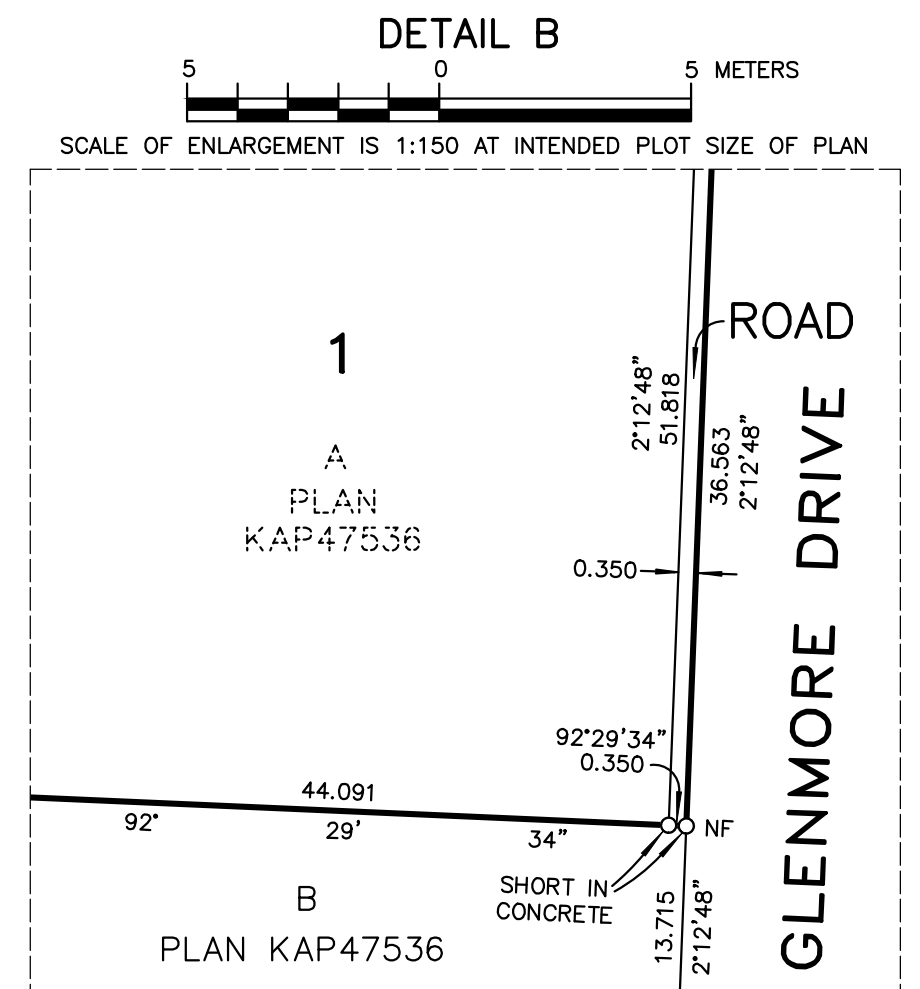 DETAIL B
5 0 5 METERS
SCALE OF ENLARGEMENT IS 1:150 AT INTENDED PLOT SIZE OF PLAN
1
ROAD
2°12'48"
51.818
36.563
2°12'48"
A
PLAN
KAP47536
0.350
GLENMORE DRIVE
92°29'34"
0.350
44.091
92° 29' 34"
NF
SHORT IN
CONCRETE
13.715
2°12'48"
B
PLAN KAP47536